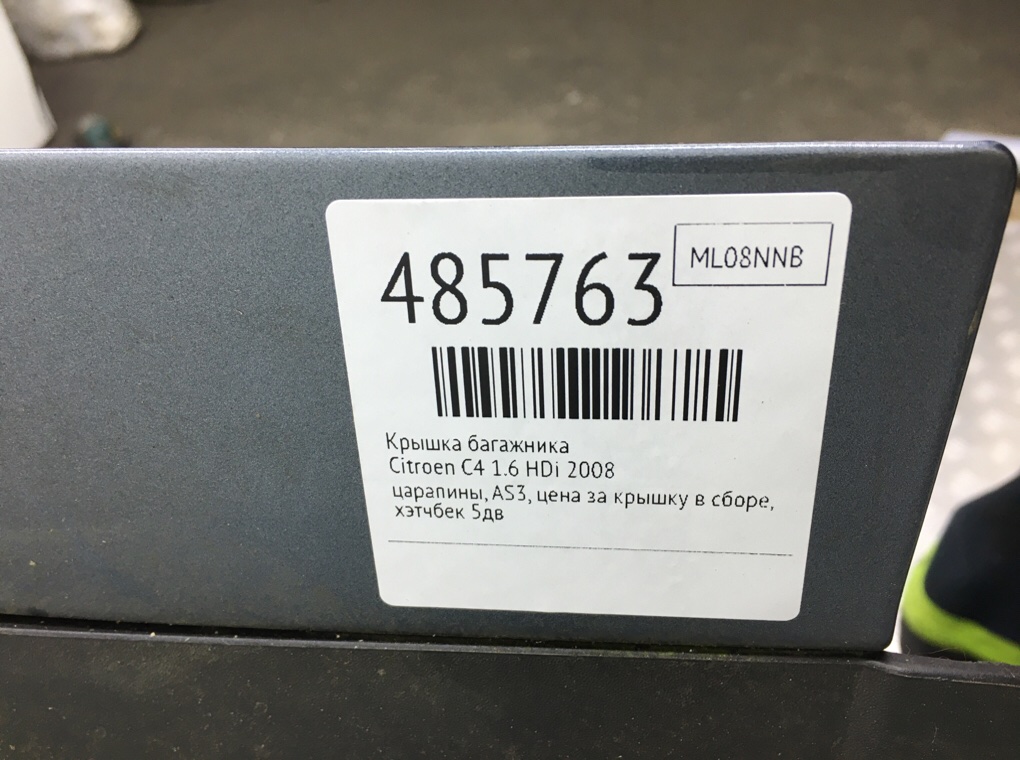 485763
ML08NNB
Крышка багажника
Citroen C4 1.6 HDi 2008
царапины, AS3, цена за крышку в сборе,
хэтчбек 5дв